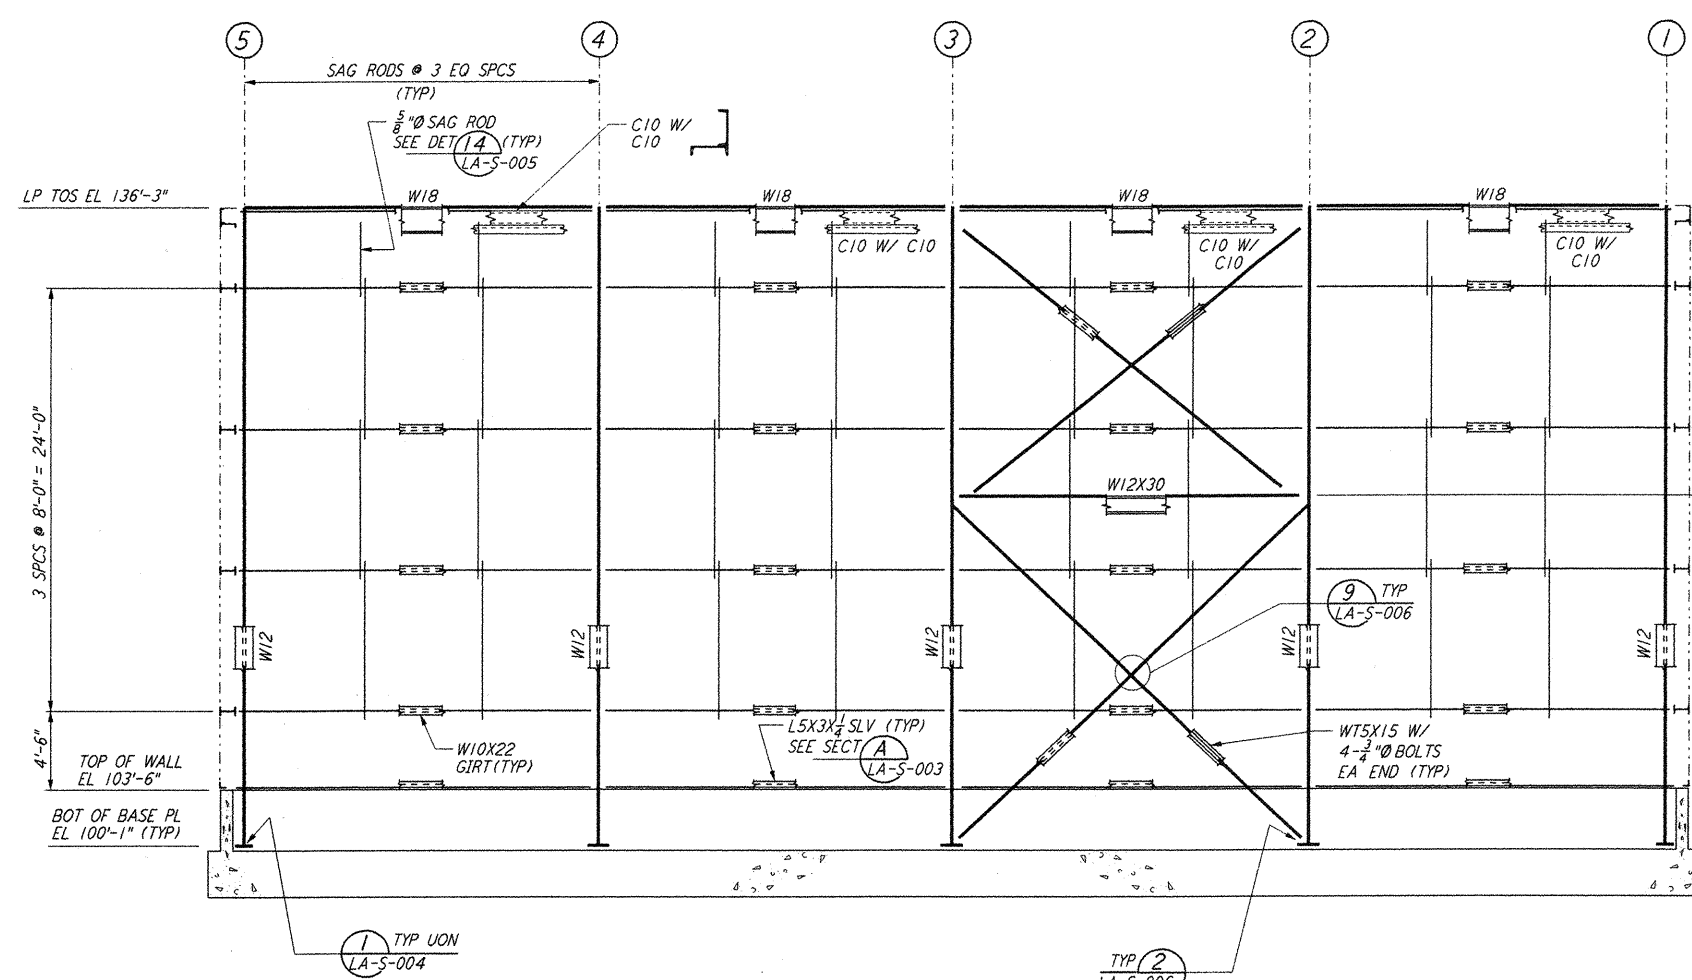 5
4
3
2
1
SAG RODS @ 3 EQ SPCS
(TYP)
5/8"Ø SAG ROD
SEE DET 14 (TYP)
LA-S-005
C10 W/
C10
LP TOS EL 136'-3"
W18
W18
W18
W18
C10 W/ C10
C10 W/
C10
C10 W/
C10
3 SPCS @ 8'-0" = 24'-0"
W12X30
9 TYP
LA-S-006
W12
W12
W12
W12
W12
4'-6"
TOP OF WALL
EL 103'-6"
W10X22
GIRT(TYP)
L5X3X1/4 SLV (TYP)
SEE SECT A
LA-S-003
WT5X15 W/
4-3/4"Ø BOLTS
EA END (TYP)
BOT OF BASE PL
EL 100'-1" (TYP)
1 TYP UON
LA-S-004
TYP 2
LA-S-006